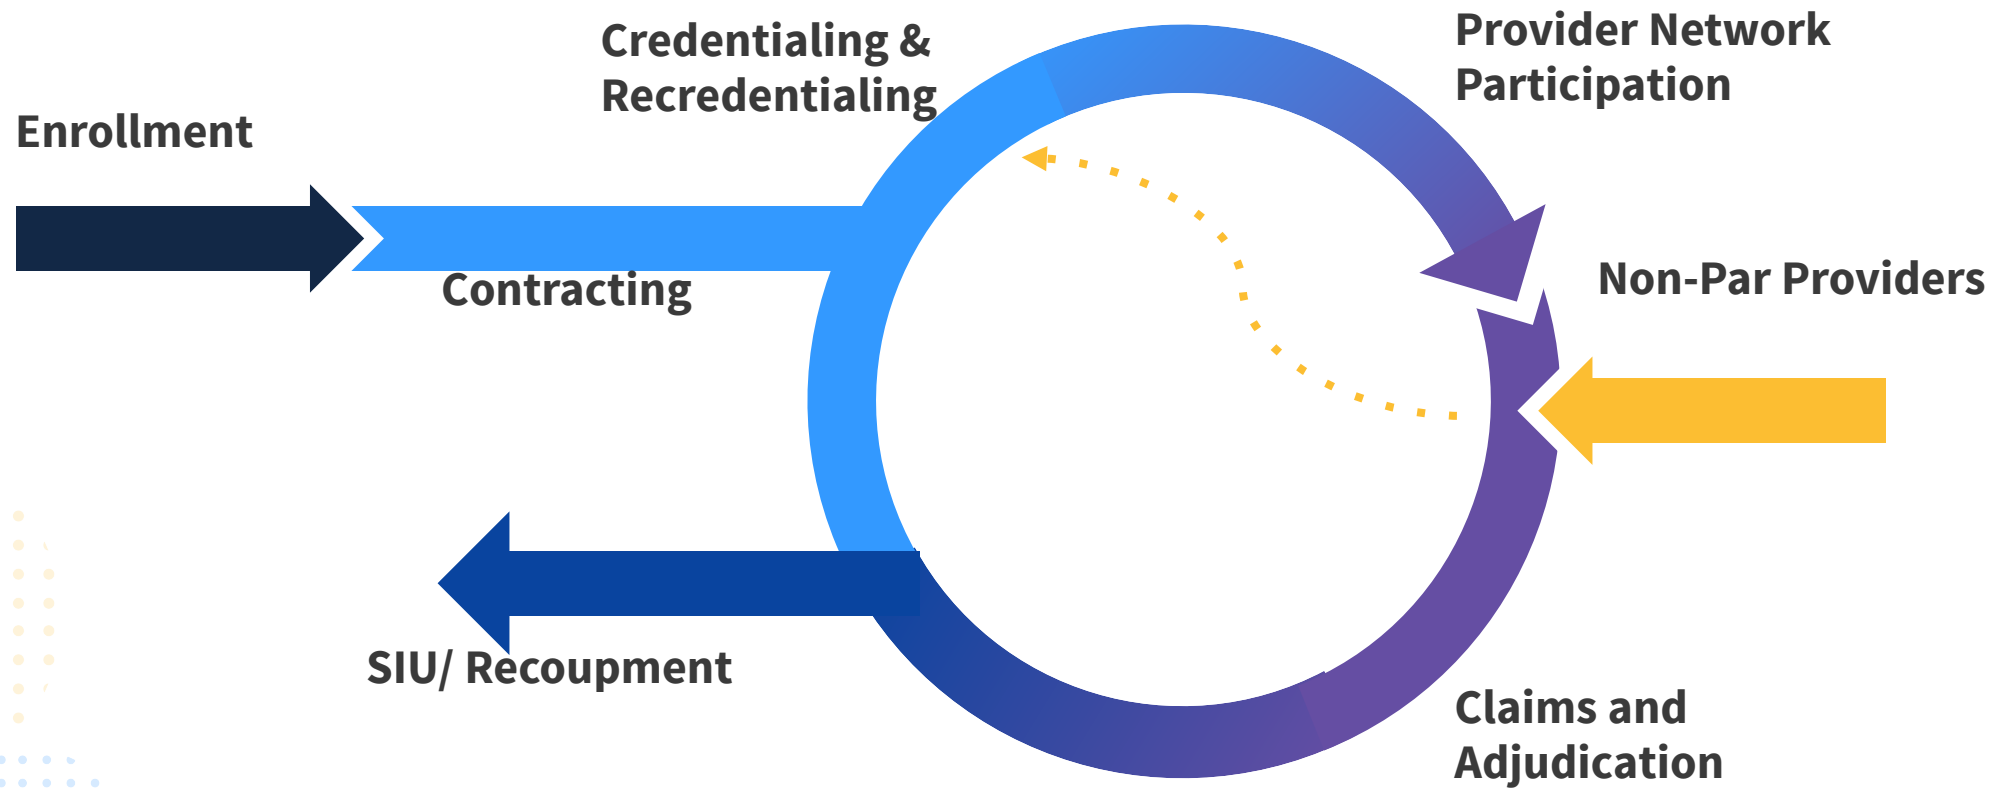 Enrollment
Contracting
Credentialing &
Recredentialing
Provider Network
Participation
Non-Par Providers
Claims and
Adjudication
SIU/ Recoupment